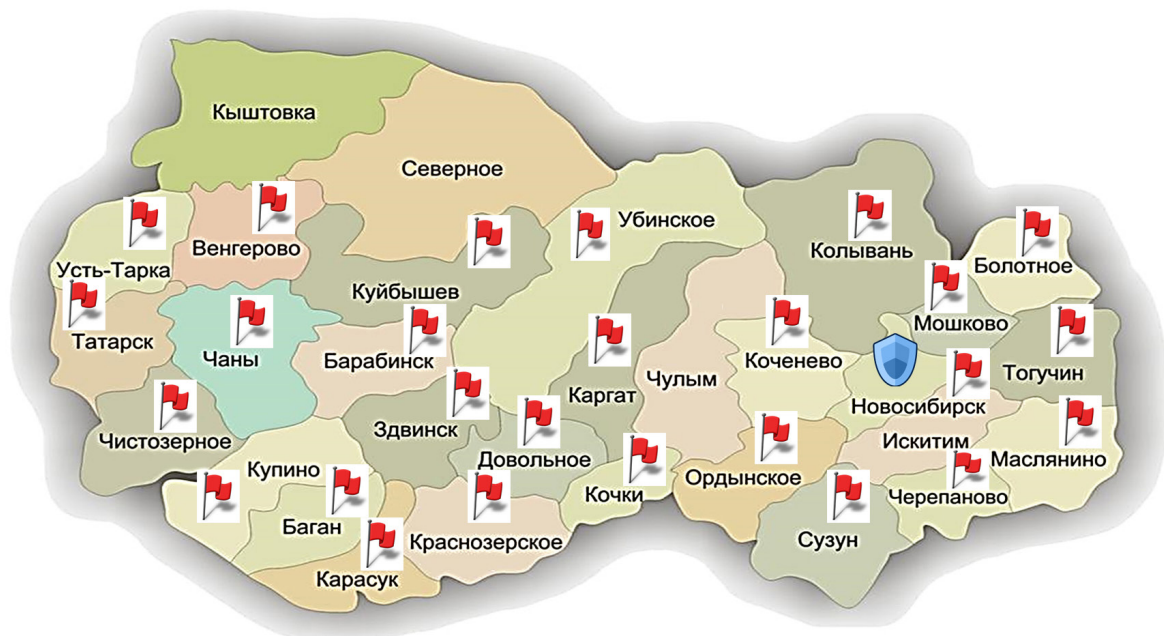 Кыштовка
Северное
Убинское
Венгерово
Колывань
Болотное
Усть-Тарка
Куйбышев
Мошково
Татарск
Чаны
Барабинск
Коченево
Тогучин
Чулым
Каргат
Новосибирск
Чистозерное
Здвинск
Искитим
Довольное
Маслянино
Купино
Ордынское
Кочки
Черепаново
Баган
Краснозерское
Сузун
Карасук